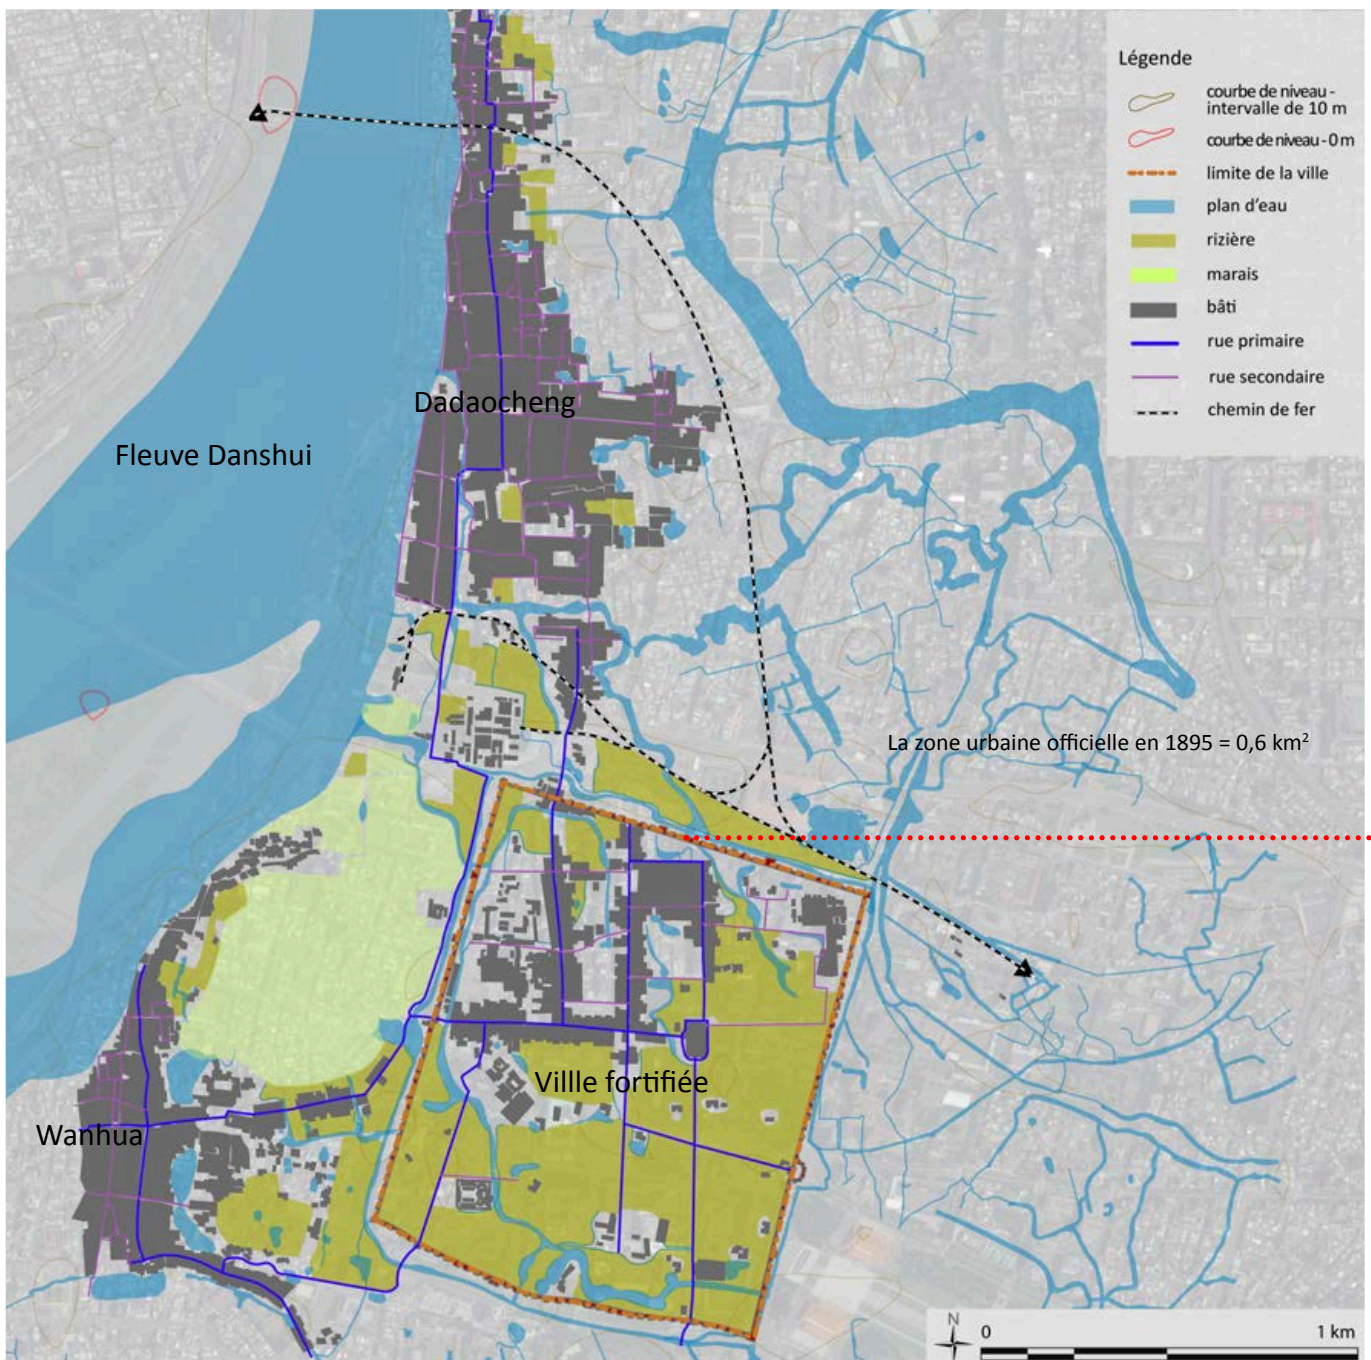 Légende
courbe de niveau -
intervalle de 10 m
courbe de niveau - 0 m
limite de la ville
plan d'eau
rizière
marais
bâti
rue primaire
rue secondaire
chemin de fer
Dadaocheng
Fleuve Danshui
La zone urbaine officielle en 1895 = 0,6 km²
Villle fortifiée
Wanhua
N
0
1 km